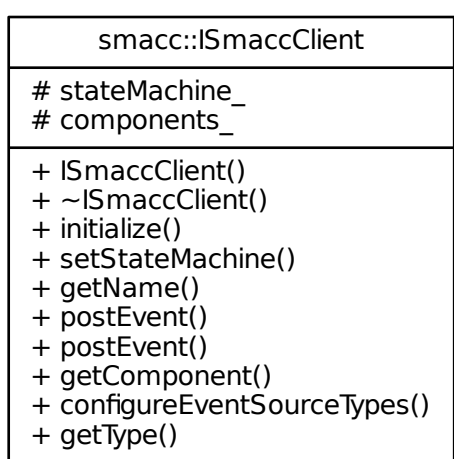 smacc::ISmaccClient
# stateMachine_
# components_
+ ISmaccClient()
+ ~ISmaccClient()
+ initialize()
+ setStateMachine()
+ getName()
+ postEvent()
+ postEvent()
+ getComponent()
+ configureEventSourceTypes()
+ getType()